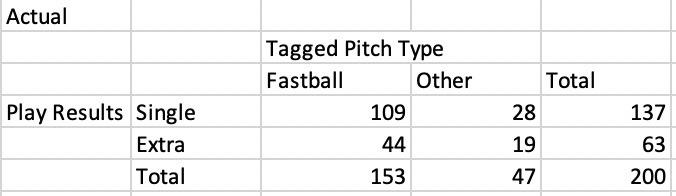 Actual
Tagged Pitch Type
Fastball Other Total
Play Results Single 109 28 137
Extra 44 19 63
Total 153 47 200